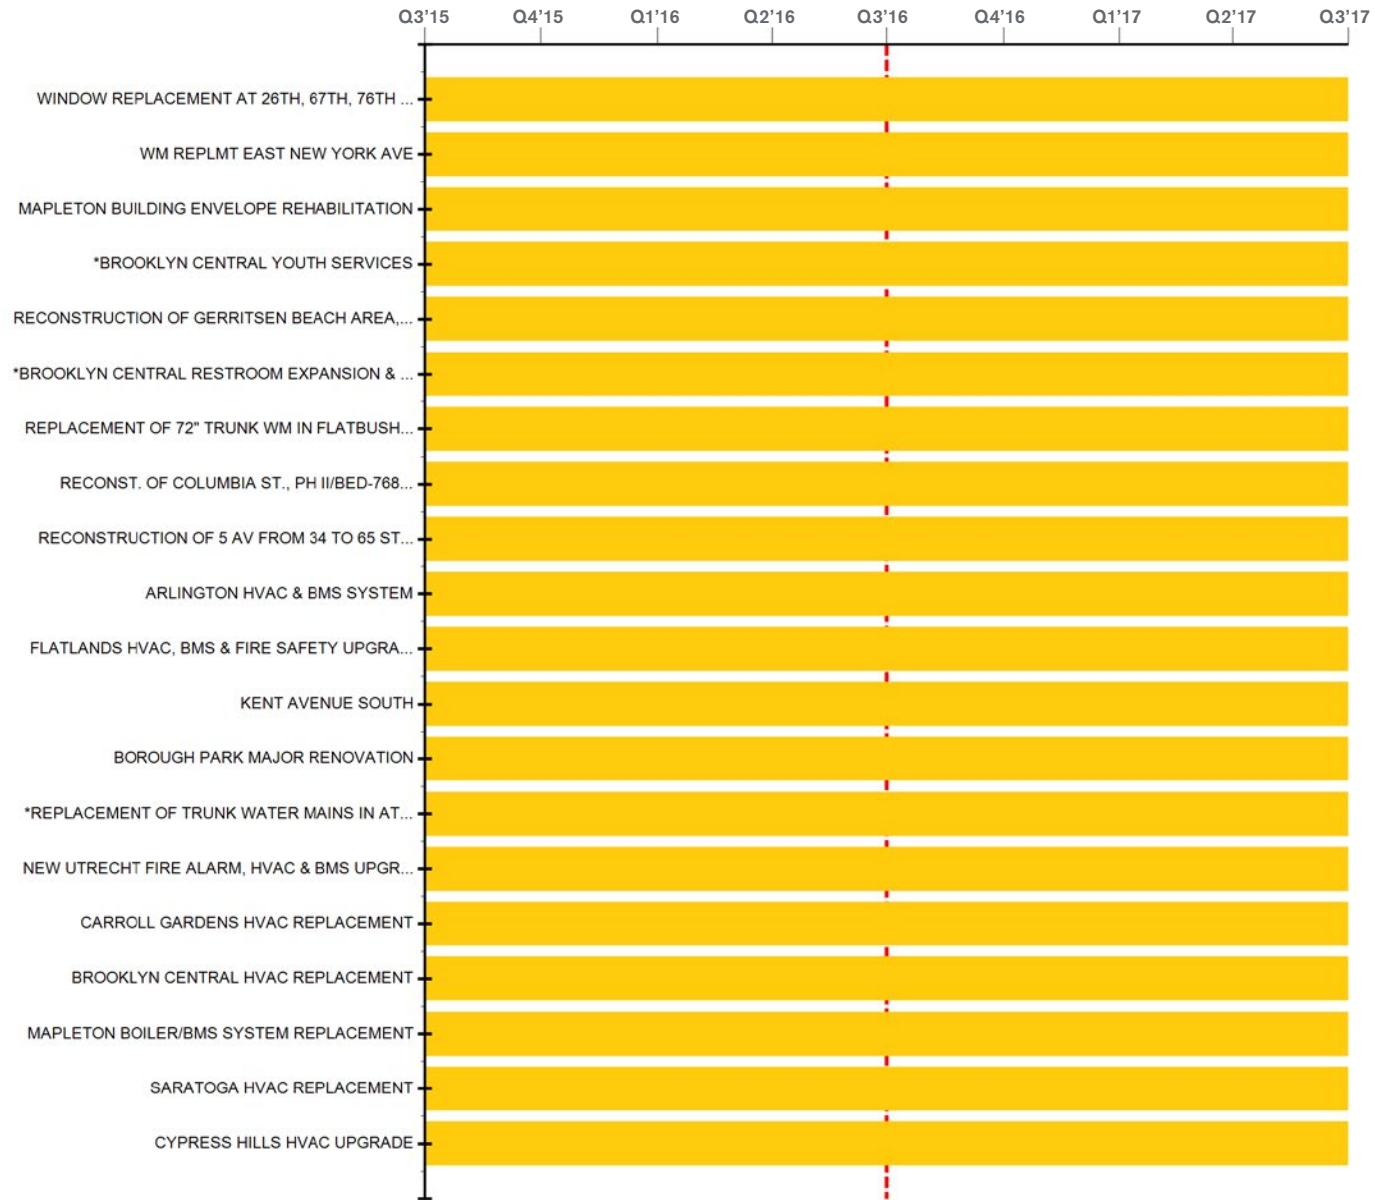 Q3’15 Q4’15 Q1’16 Q2’16 Q3’16 Q4’16 Q1’17 Q2’17 Q3’17
WINDOW REPLACEMENT AT 26TH, 67TH, 76TH ...
WM REPLMT EAST NEW YORK AVE
MAPLETON BUILDING ENVELOPE REHABILITATION
*BROOKLYN CENTRAL YOUTH SERVICES
RECONSTRUCTION OF GERRITSEN BEACH AREA,...
*BROOKLYN CENTRAL RESTROOM EXPANSION & ...
REPLACEMENT OF 72" TRUNK WM IN FLATBUSH...
RECONST. OF COLUMBIA ST., PH II/BED-768...
RECONSTRUCTION OF 5 AV FROM 34 TO 65 ST...
ARLINGTON HVAC & BMS SYSTEM
FLATLANDS HVAC, BMS & FIRE SAFETY UPGRA...
KENT AVENUE SOUTH
BOROUGH PARK MAJOR RENOVATION
*REPLACEMENT OF TRUNK WATER MAINS IN AT...
NEW UTRECHT FIRE ALARM, HVAC & BMS UPGR...
CARROLL GARDENS HVAC REPLACEMENT
BROOKLYN CENTRAL HVAC REPLACEMENT
MAPLETON BOILER/BMS SYSTEM REPLACEMENT
SARATOGA HVAC REPLACEMENT
CYPRESS HILLS HVAC UPGRADE